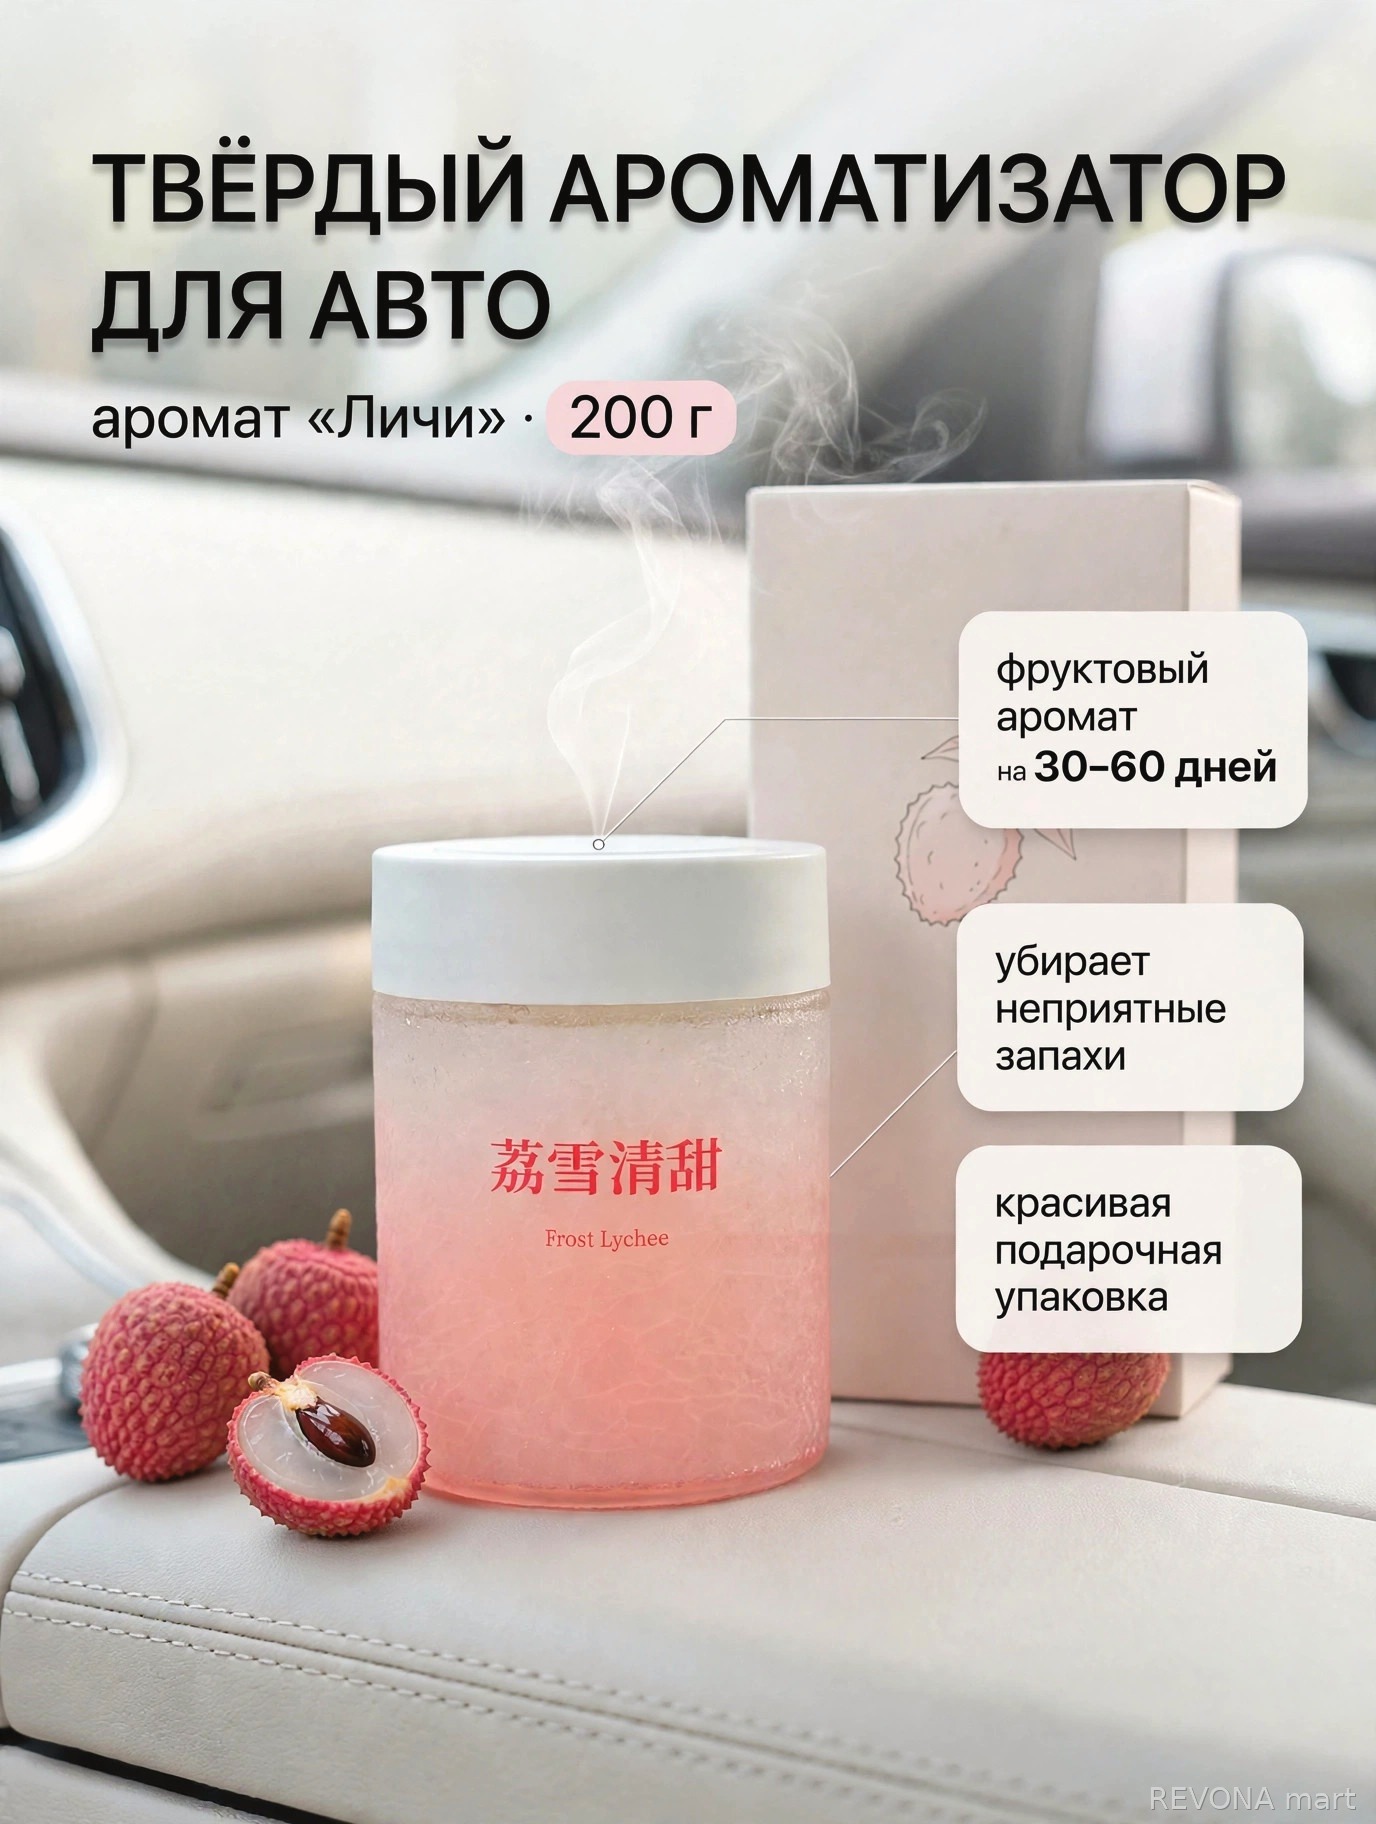 ТВЁРДЫЙ АРОМАТИЗАТОР
ДЛЯ АВТО
аромат «Личи» · 200 г
фруктовый
аромат
на 30–60 дней
убирает
неприятные
запахи
красивая
подарочная
упаковка
荔雪清甜
Frost Lychee
REVONA mart